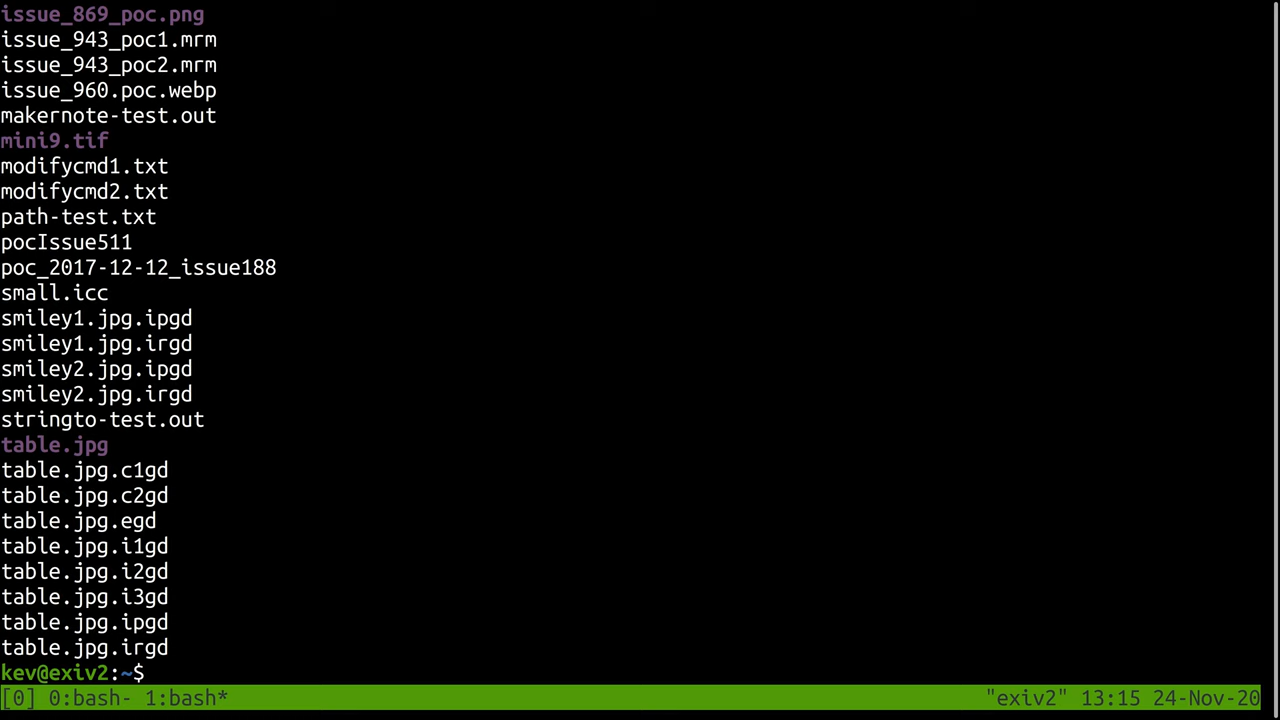 issue_869_poc.png
issue_943_poc1.mrm
issue_943_poc2.mrm
issue_960.poc.webp
makernote-test.out
mini9.tif
modifycmd1.txt
modifycmd2.txt
path-test.txt
pocIssue511
poc_2017-12-12_issue188
small.icc
smiley1.jpg.ipgd
smiley1.jpg.irgd
smiley2.jpg.ipgd
smiley2.jpg.irgd
stringto-test.out
table.jpg
table.jpg.c1gd
table.jpg.c2gd
table.jpg.egd
table.jpg.i1gd
table.jpg.i2gd
table.jpg.i3gd
table.jpg.ipgd
table.jpg.irgd
kev@exiv2:~$
[0] 0:bash- 1:bash* "exiv2" 13:15 24-Nov-20